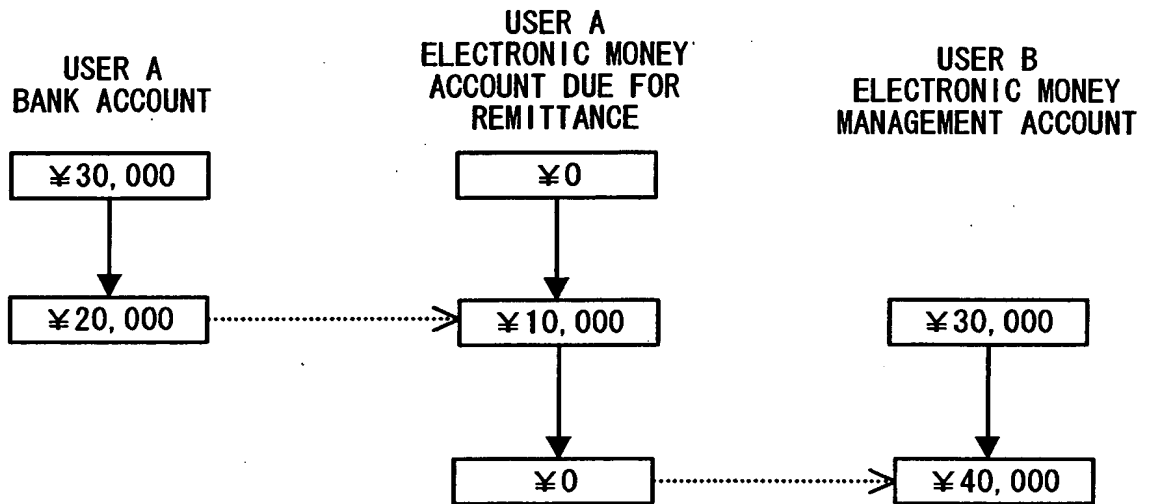 USER A
BANK ACCOUNT
USER A
ELECTRONIC MONEY
ACCOUNT DUE FOR
REMITTANCE
USER B
ELECTRONIC MONEY
MANAGEMENT ACCOUNT
¥30,000
¥0
¥20,000
¥10,000
¥30,000
¥0
¥40,000